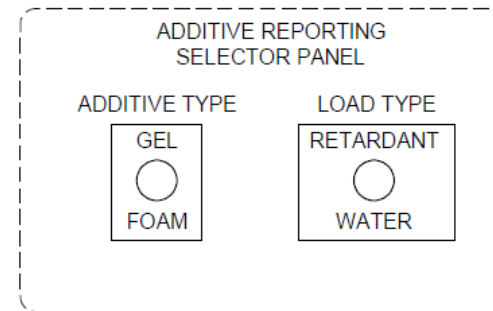 ADDITIVE REPORTING
SELECTOR PANEL
ADDITIVE TYPE
GEL
FOAM
LOAD TYPE
RETARDANT
WATER